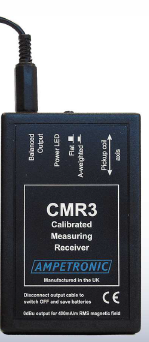 Balanced
Output
Power LED
Flat
A-weighted
Pickup coil
axis
CMR3
Calibrated
Measuring
Receiver
AMPETRONIC
Manufactured in the UK
Disconnect output cable to
switch OFF and save batteries
CE
0dBu output for 400mA/m RMS magnetic field